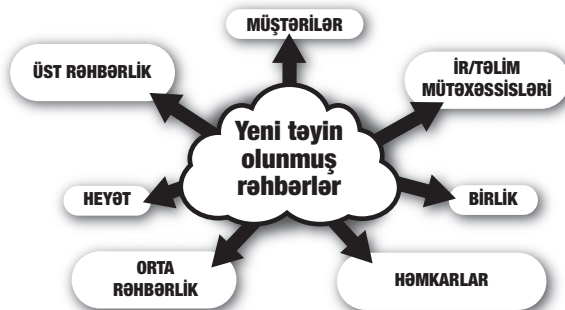 MÜŞTƏRİLƏR
ÜST RƏHBƏRLİK
İR/TƏLİM
MÜTƏXƏSSİSLƏRİ
Yeni təyin
olunmuş
rəhbərlər
HEYƏT
BİRLİK
ORTA
RƏHBƏRLİK
HƏMKARLAR